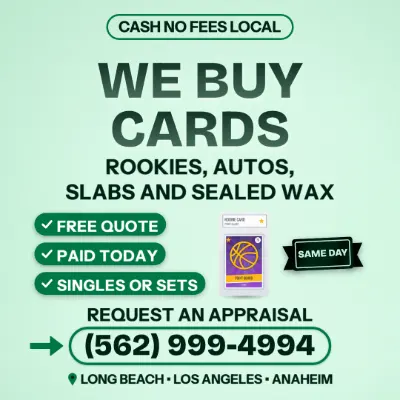 CASH NO FEES LOCAL
WE BUY
CARDS
ROOKIES, AUTOS,
SLABS AND SEALED WAX
FREE QUOTE
PAID TODAY
SINGLES OR SETS
SAME DAY
REQUEST AN APPRAISAL
(562) 999-4994
LONG BEACH • LOS ANGELES • ANAHEIM